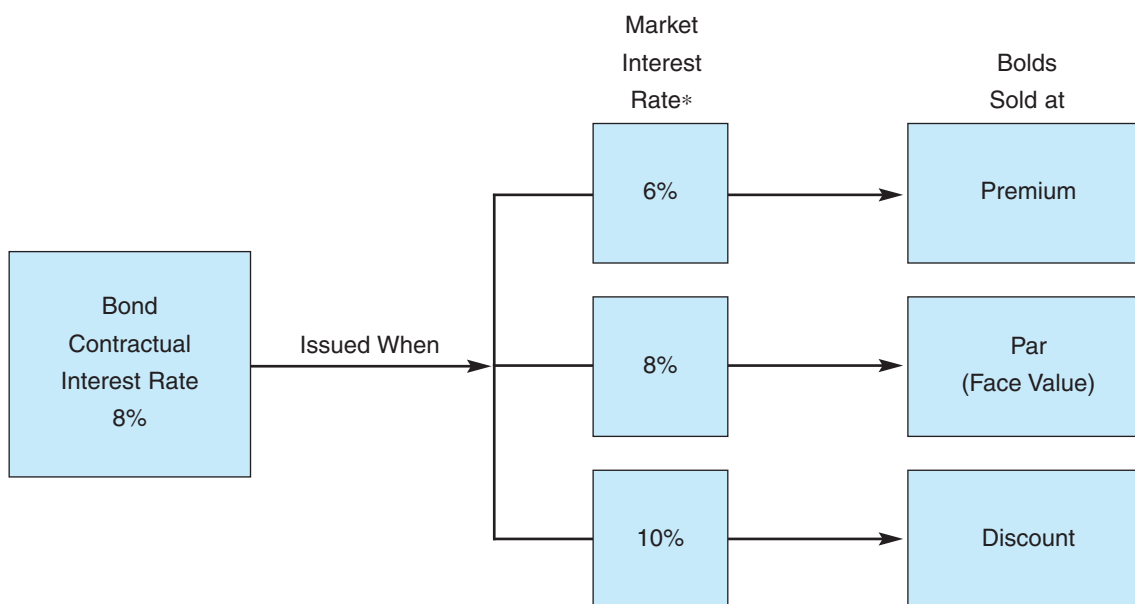 Market
Interest
Rate*
Bolds
Sold at
6%
Premium
Bond
Contractual
Interest Rate
8%
Issued When
8%
Par
(Face Value)
10%
Discount